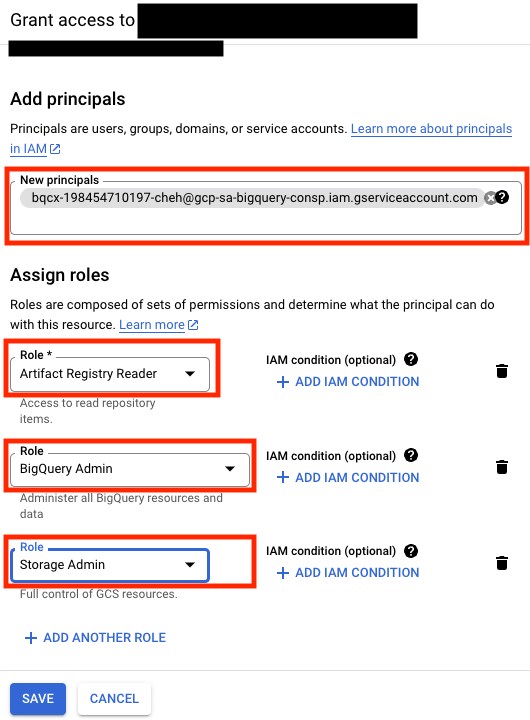 Grant access to
Add principals
Principals are users, groups, domains, or service accounts. Learn more about principals
in IAM
New principals
bqcx-198454710197-cheh@gcp-sa-bigquery-consp.iam.gserviceaccount.com
Assign roles
Roles are composed of sets of permissions and determine what the principal can do
with this resource. Learn more
Role *
Artifact Registry Reader
Access to read repository
items.
IAM condition (optional)
ADD IAM CONDITION
Role
BigQuery Admin
Administer all BigQuery resources and
data
IAM condition (optional)
ADD IAM CONDITION
Role
Storage Admin
Full control of GCS resources.
IAM condition (optional)
ADD IAM CONDITION
ADD ANOTHER ROLE
SAVE CANCEL